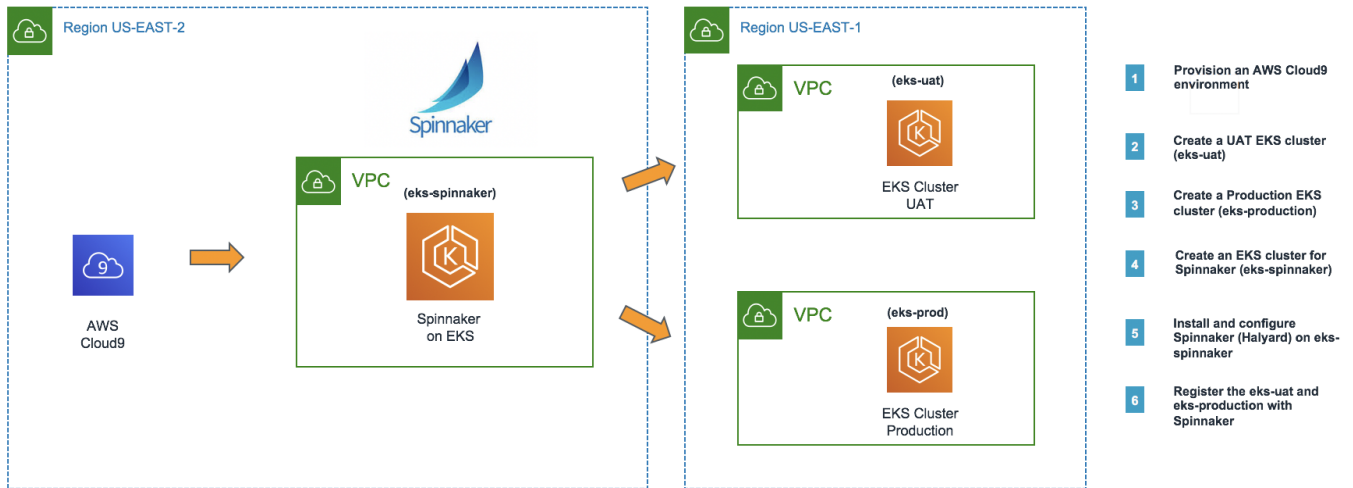 Region US-EAST-2
Spinnaker
VPC
(eks-spinnaker)
K
Spinnaker
on EKS
9
AWS
Cloud9
Region US-EAST-1
VPC
(eks-uat)
K
EKS Cluster
UAT
VPC
(eks-prod)
K
EKS Cluster
Production
1
Provision an AWS Cloud9
environment
2
Create a UAT EKS cluster
(eks-uat)
3
Create a Production EKS
cluster (eks-production)
4
Create an EKS cluster for
Spinnaker (eks-spinnaker)
5
Install and configure
Spinnaker (Halyard) on eks-
spinnaker
6
Register the eks-uat and
eks-production with
Spinnaker